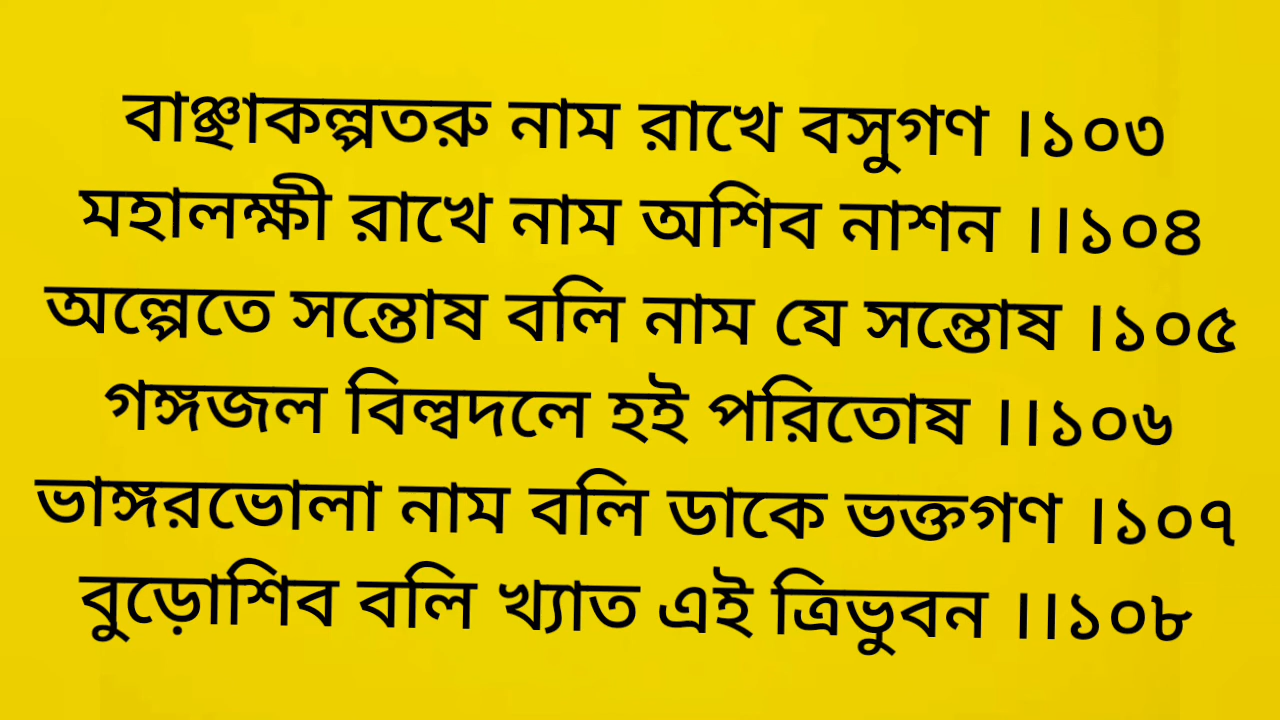 বাঞ্ছাকল্পতরু নাম রাখে বসুগণ ।১০৩
মহালক্ষী রাখে নাম অশিব নাশন ।।১০৪
অল্পেতে সন্তোষ বলি নাম যে সন্তোষ ।১০৫
গঙ্গজল বিল্বদলে হই পরিতোষ ।।১০৬
ভাঙ্গরভোলা নাম বলি ডাকে ভক্তগণ ।১০৭
বুড়োশিব বলি খ্যাত এই ত্রিভুবন ।।১০৮